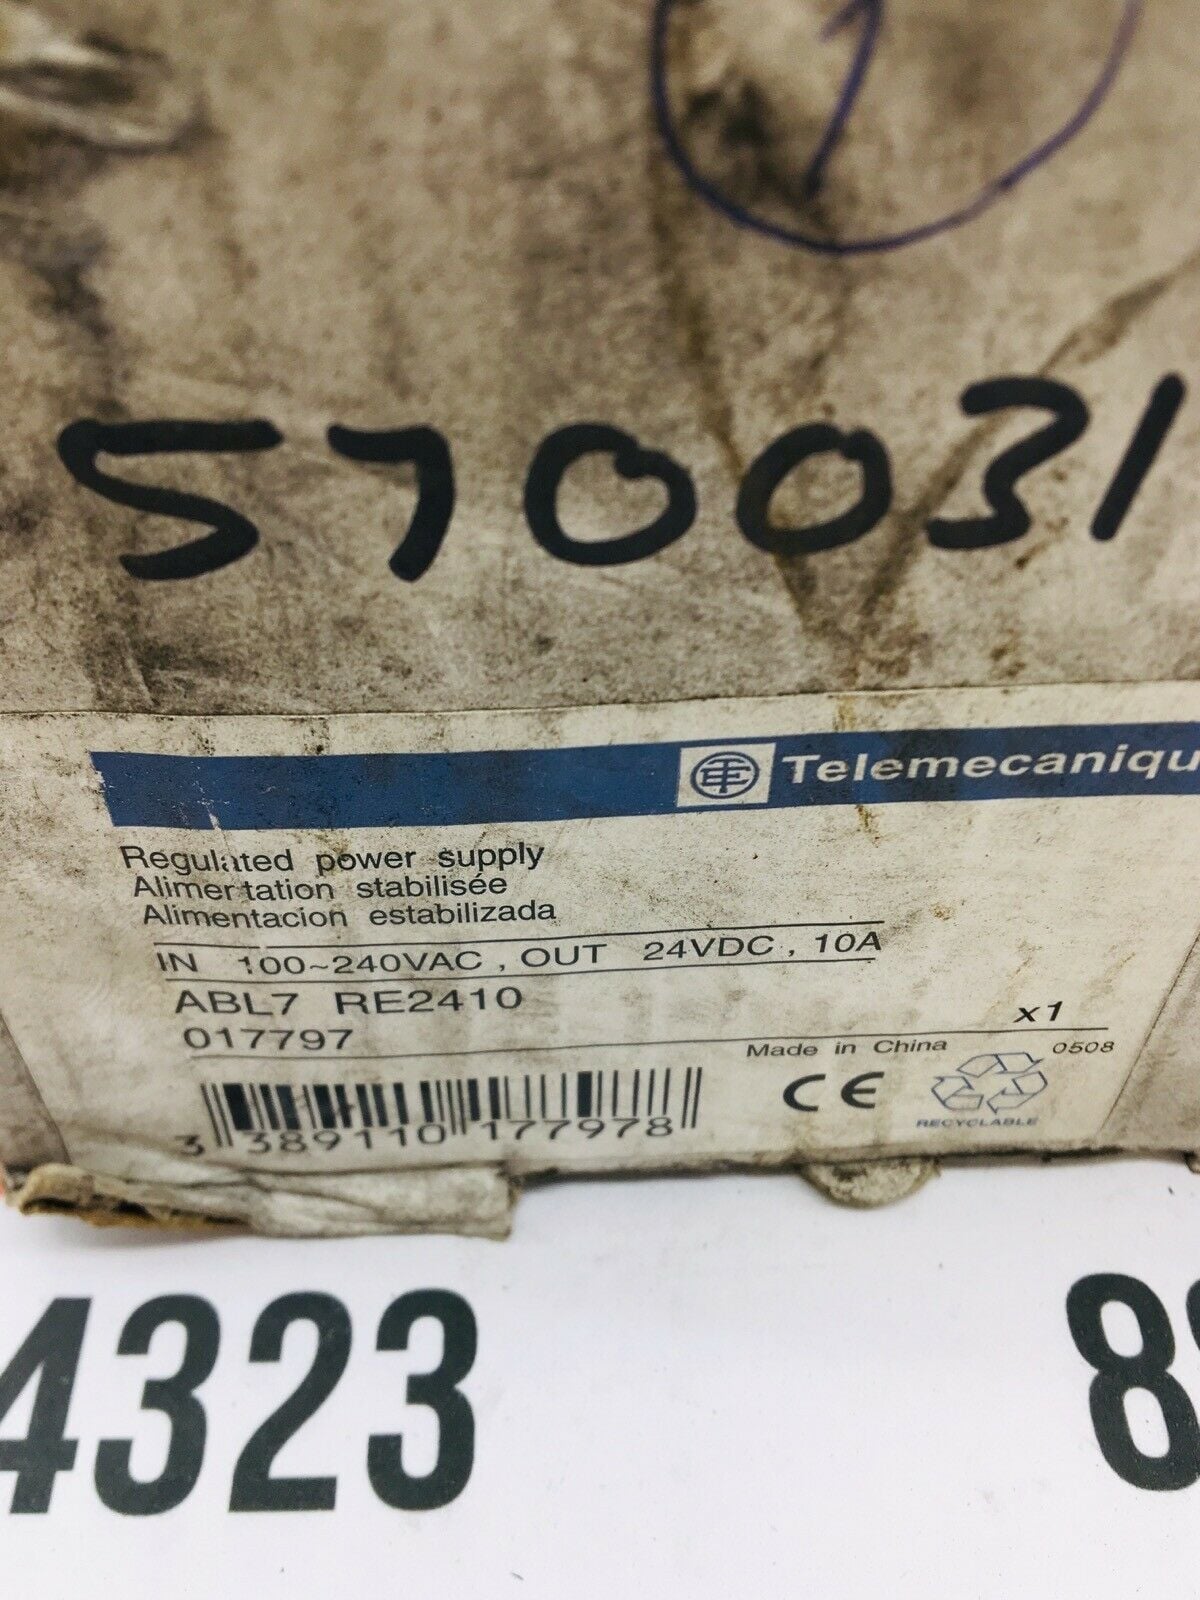 1
570031
Telemecaniqu
Regulated power supply
Alimentation stabilisée
Alimentacion estabilizada
IN 100~240VAC, OUT 24VDC, 10A
ABL7 RE2410
x1
017797
Made in China 0508
CE
RECYCLABLE
3 389110 177978
4323